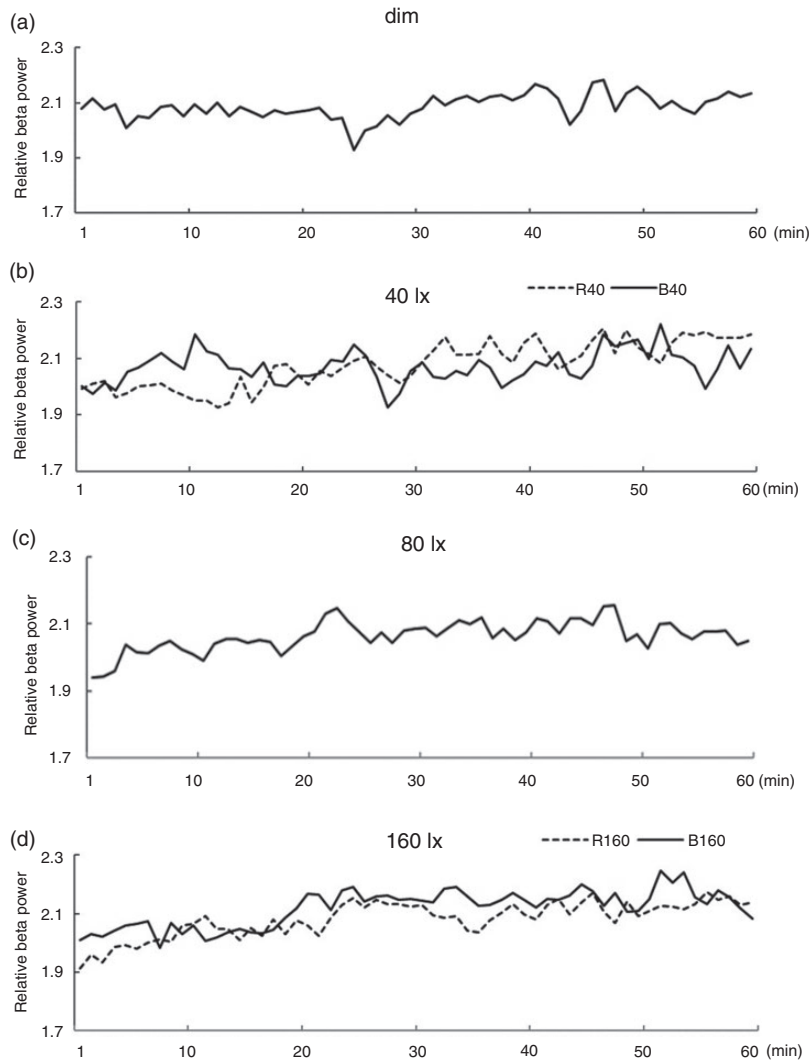 (a)
dim
Relative beta power
2.3
2.1
1.9
1.7
1 10 20 30 40 50 60 (min)
(b)
40 lx
R40 B40
Relative beta power
2.3
2.1
1.9
1.7
1 10 20 30 40 50 60 (min)
(c)
80 lx
Relative beta power
2.3
2.1
1.9
1.7
1 10 20 30 40 50 60 (min)
(d)
160 lx
R160 B160
Relative beta power
2.3
2.1
1.9
1.7
1 10 20 30 40 50 60 (min)